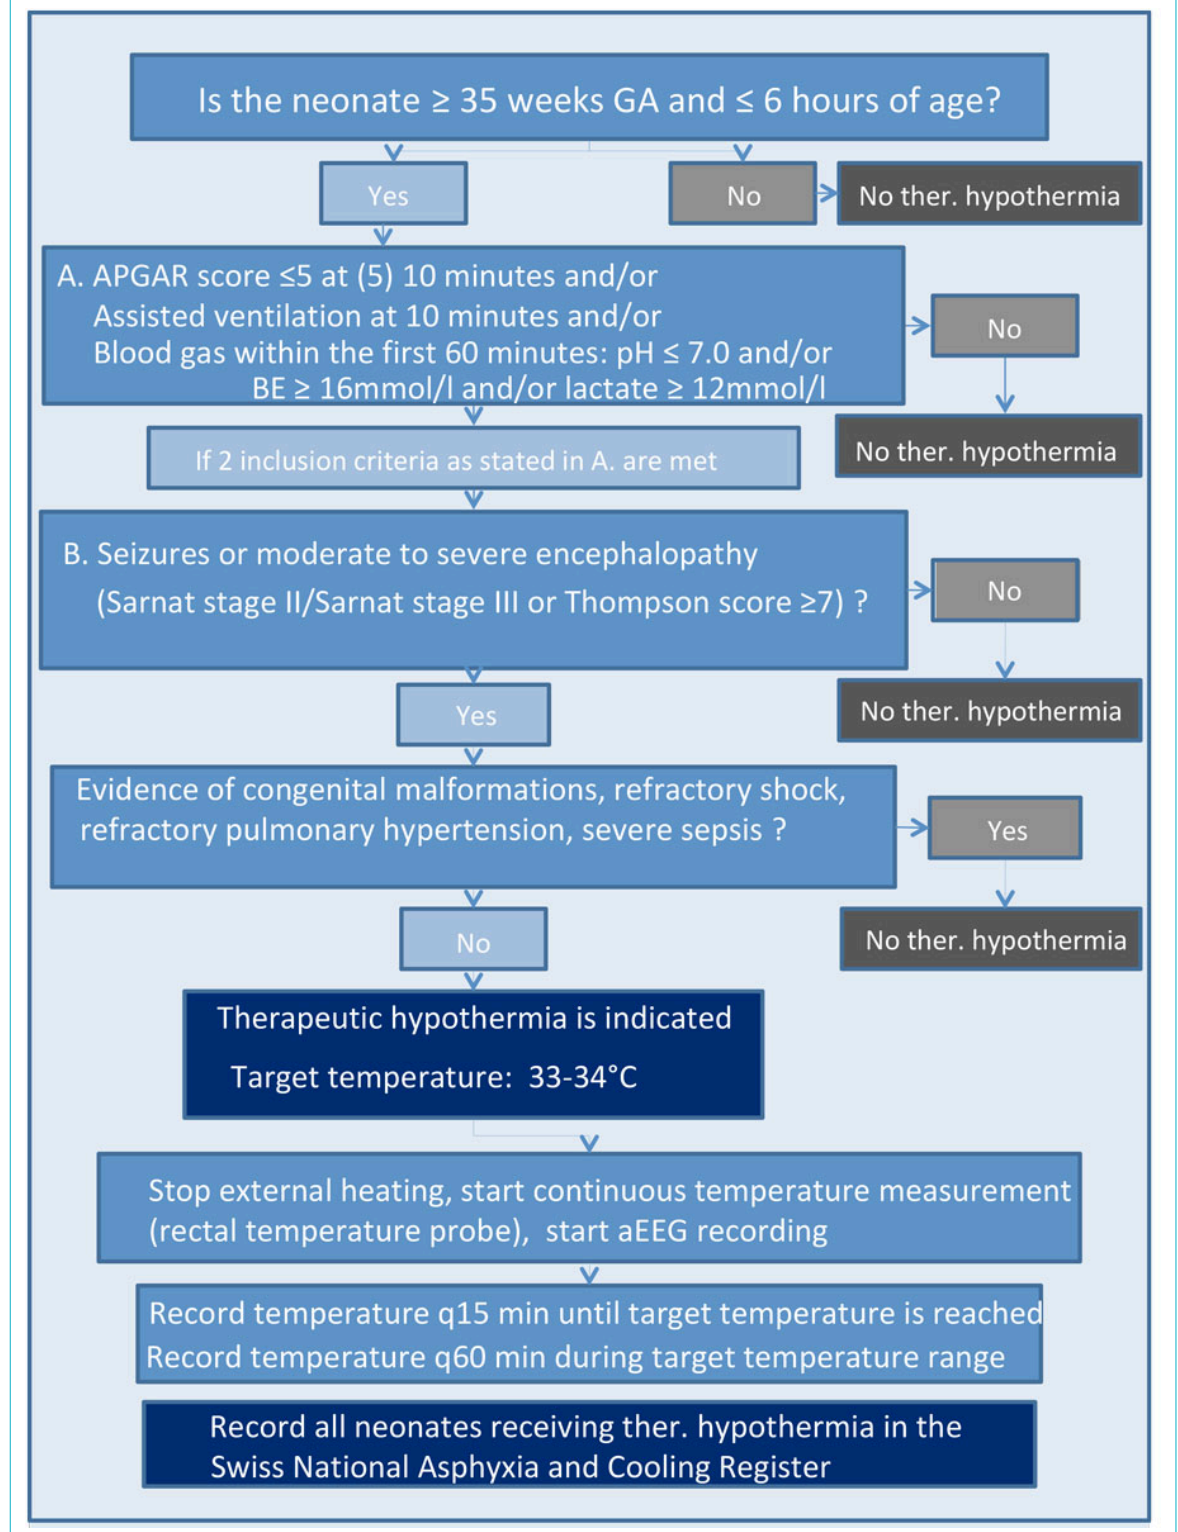 Is the neonate ≥ 35 weeks GA and ≤ 6 hours of age?
Yes
No
No ther. hypothermia
A. APGAR score ≤5 at (5) 10 minutes and/or
Assisted ventilation at 10 minutes and/or
Blood gas within the first 60 minutes: pH ≤ 7.0 and/or
BE ≥ 16mmol/l and/or lactate ≥ 12mmol/l
No
No ther. hypothermia
If 2 inclusion criteria as stated in A. are met
B. Seizures or moderate to severe encephalopathy
(Sarnat stage II/Sarnat stage III or Thompson score ≥7) ?
No
No ther. hypothermia
Yes
Evidence of congenital malformations, refractory shock,
refractory pulmonary hypertension, severe sepsis ?
Yes
No ther. hypothermia
No
Therapeutic hypothermia is indicated
Target temperature: 33-34°C
Stop external heating, start continuous temperature measurement
(rectal temperature probe), start aEEG recording
Record temperature q15 min until target temperature is reached
Record temperature q60 min during target temperature range
Record all neonates receiving ther. hypothermia in the
Swiss National Asphyxia and Cooling Register